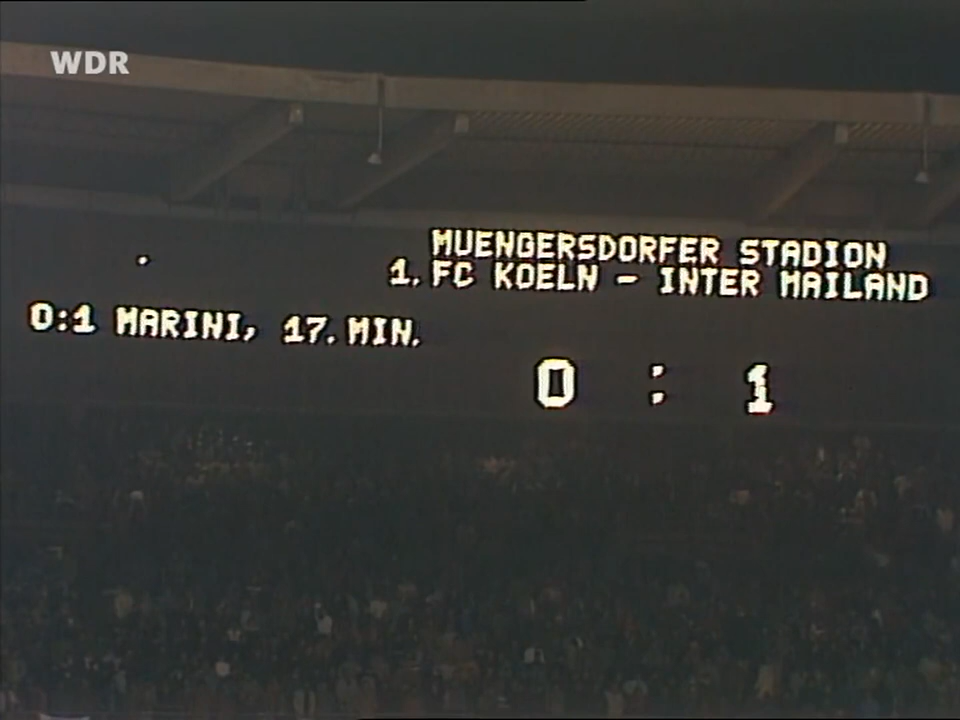 WDR
MUENGERSDORFER STADION
1. FC KOELN - INTER MAILAND
0:1 MARINI, 17. MIN.
0 : 1